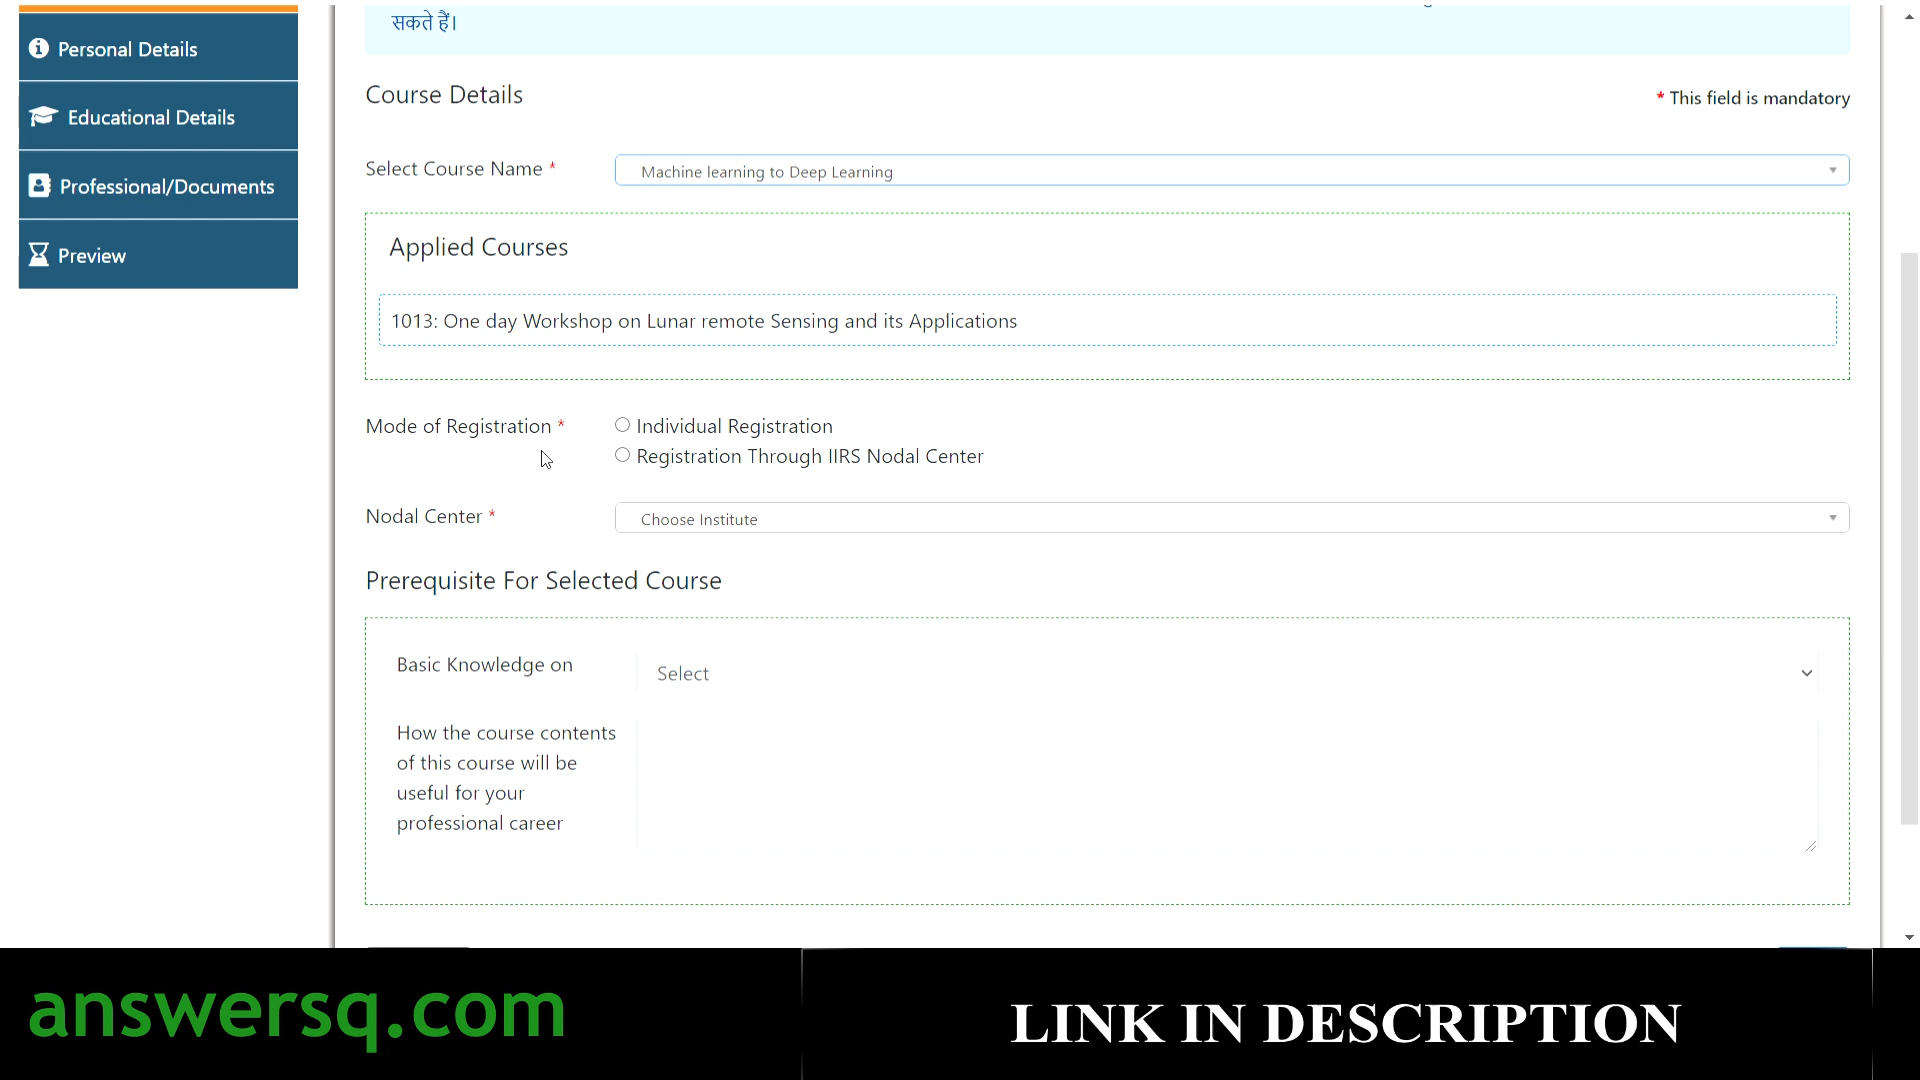 सकते हैं।
Personal Details
Educational Details
Professional/Documents
Preview
Course Details
* This field is mandatory
Select Course Name *
Machine learning to Deep Learning
Applied Courses
1013: One day Workshop on Lunar remote Sensing and its Applications
Mode of Registration *
Individual Registration
Registration Through IIRS Nodal Center
Nodal Center *
Choose Institute
Prerequisite For Selected Course
Basic Knowledge on
Select
How the course contents
of this course will be
useful for your
professional career
answersq.com
LINK IN DESCRIPTION